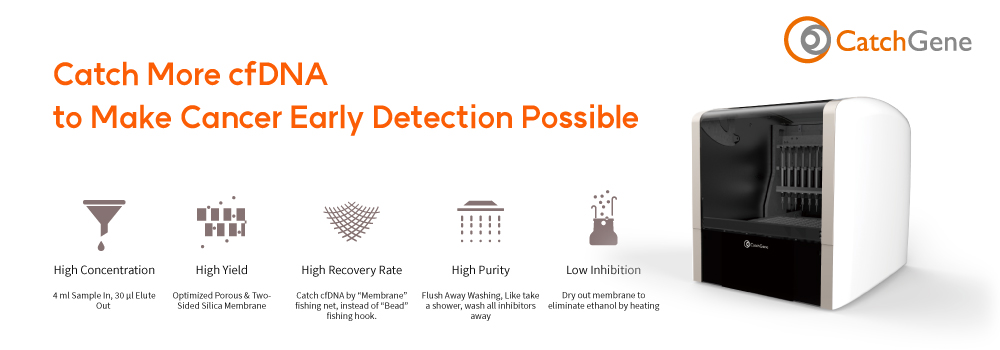 CatchGene
Catch More cfDNA
to Make Cancer Early Detection Possible
CatchGene
High Concentration
4 ml Sample In, 30 µl Elute
Out
High Yield
Optimized Porous & Two-
Sided Silica Membrane
High Recovery Rate
Catch cfDNA by “Membrane”
fishing net, instead of “Bead”
fishing hook.
High Purity
Flush Away Washing, Like take
a shower, wash all inhibitors
away
Low Inhibition
Dry out membrane to
eliminate ethanol by heating